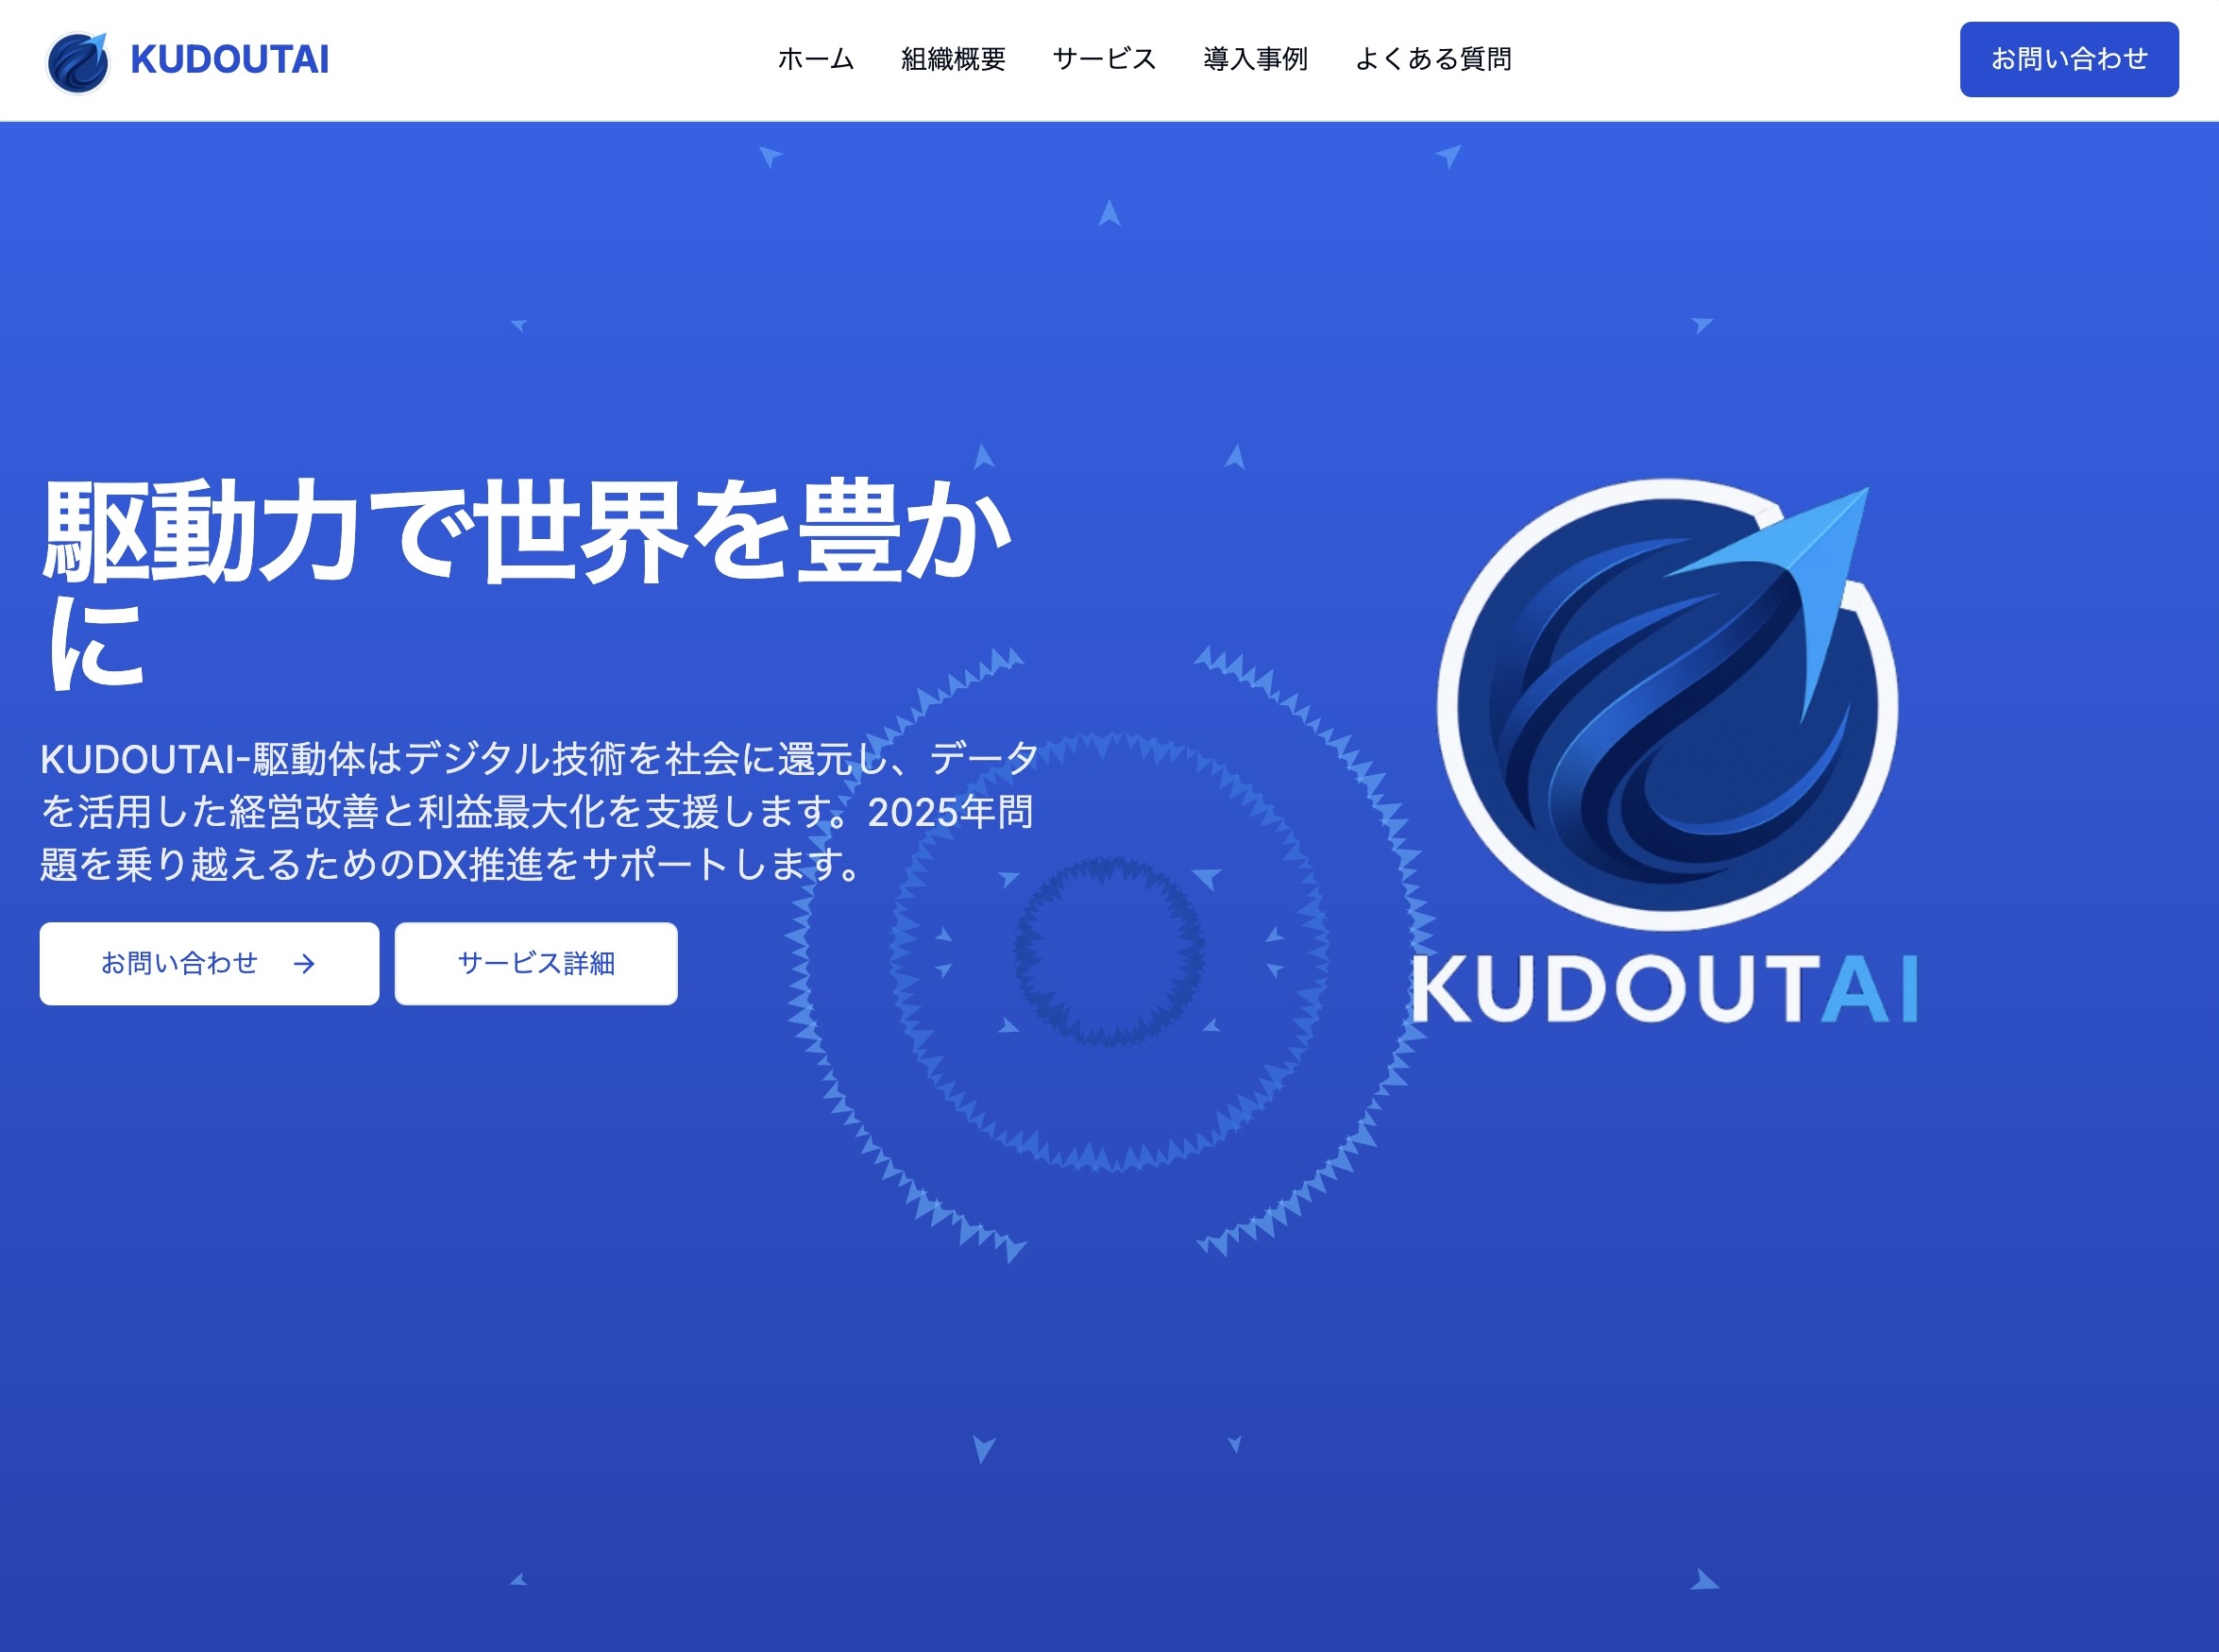 KUDOUTAI
ホーム 組織概要 サービス 導入事例 よくある質問
お問い合わせ
駆動力で世界を豊か
に
KUDOUTAI-駆動体はデジタル技術を社会に還元し、データ
を活用した経営改善と利益最大化を支援します。2025年問
題を乗り越えるためのDX推進をサポートします。
お問い合わせ →
サービス詳細
KUDOUTAI